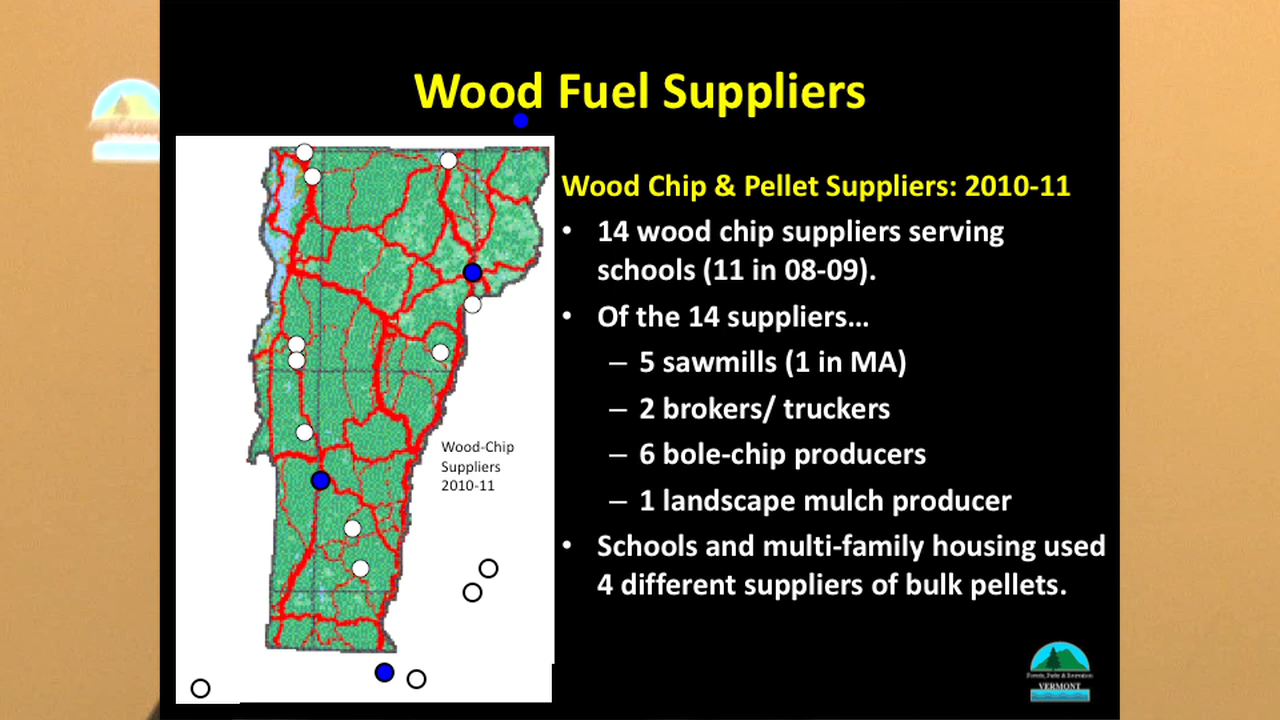 Wood Fuel Suppliers
Wood Chip & Pellet Suppliers: 2010-11
• 14 wood chip suppliers serving
schools (11 in 08-09).
• Of the 14 suppliers…
– 5 sawmills (1 in MA)
– 2 brokers/ truckers
– 6 bole-chip producers
– 1 landscape mulch producer
• Schools and multi-family housing used
4 different suppliers of bulk pellets.
Wood-Chip
Suppliers
2010-11
Forests, Parks & Recreation
VERMONT